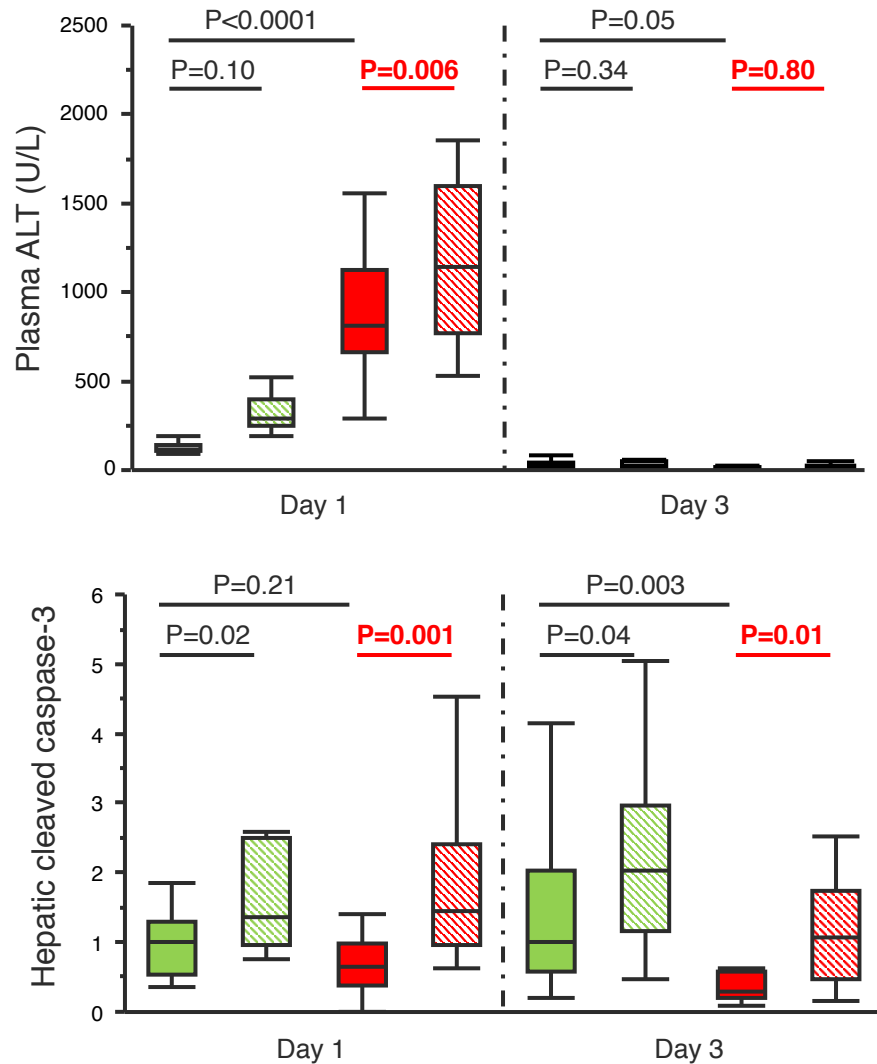 P<0.0001
P=0.05
P=0.10
P=0.006
P=0.34
P=0.80
Plasma ALT (U/L)
2500
2000
1500
1000
500
0
Day 1
Day 3
P=0.21
P=0.003
P=0.02
P=0.001
P=0.04
P=0.01
Hepatic cleaved caspase-3
6
5
4
3
2
1
0
Day 1
Day 3